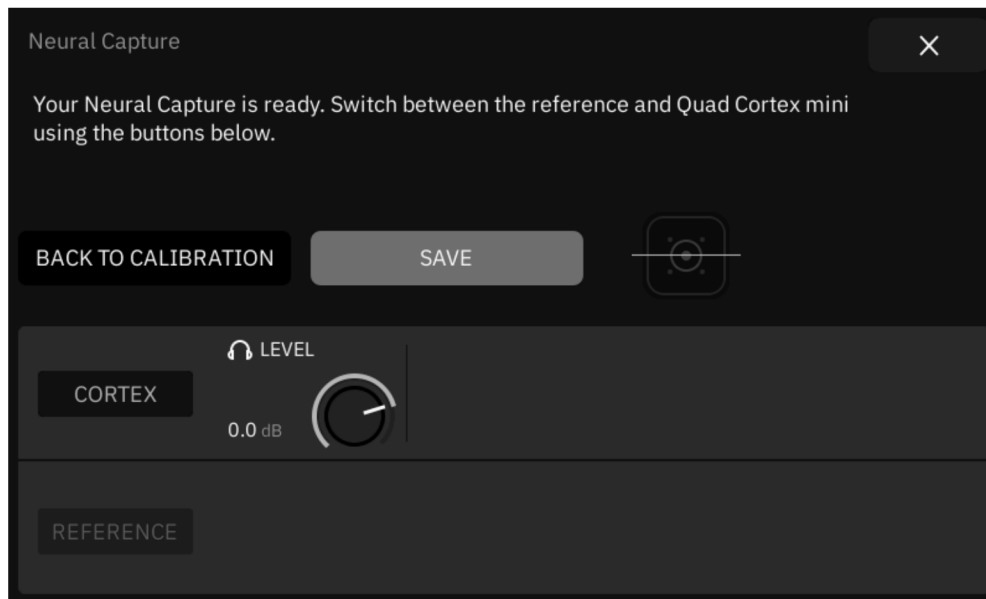 Neural Capture
Your Neural Capture is ready. Switch between the reference and Quad Cortex mini
using the buttons below.
BACK TO CALIBRATION
SAVE
LEVEL
CORTEX
0.0 dB
REFERENCE